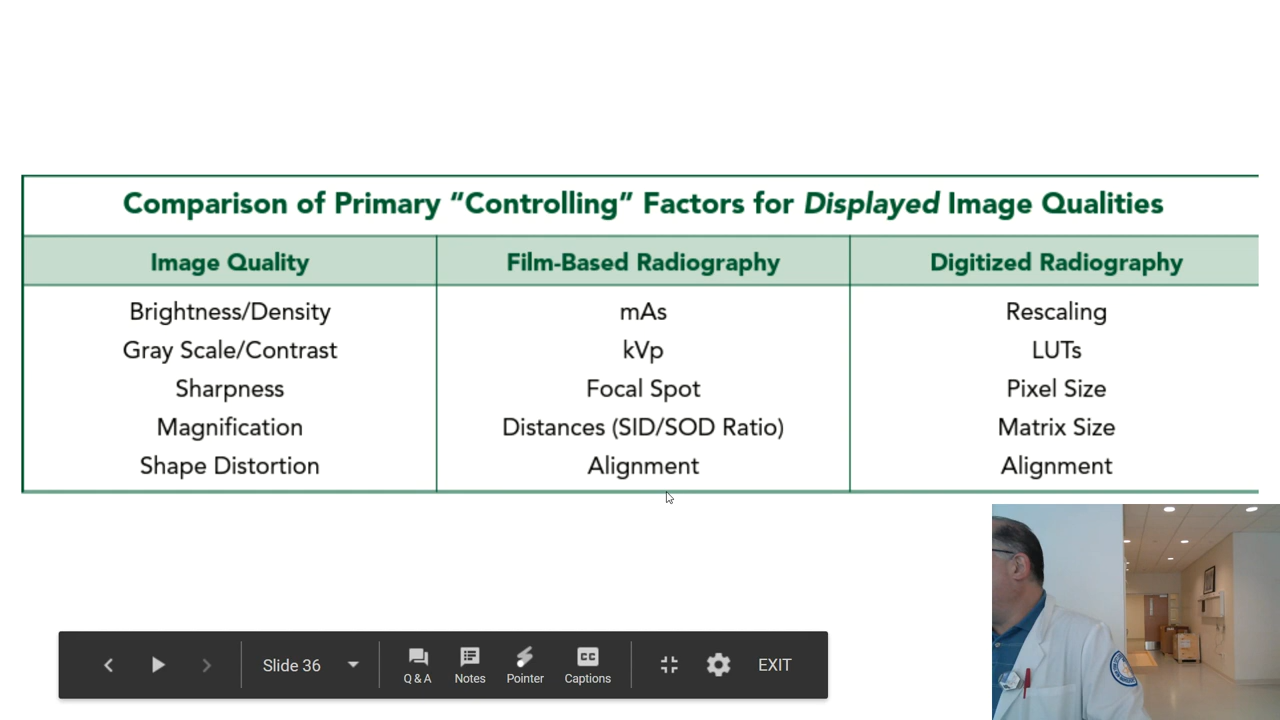 Comparison of Primary “Controlling” Factors for Displayed Image Qualities
Image Quality Film-Based Radiography Digitized Radiography
Brightness/Density mAs Rescaling
Gray Scale/Contrast kVp LUTs
Sharpness Focal Spot Pixel Size
Magnification Distances (SID/SOD Ratio) Matrix Size
Shape Distortion Alignment Alignment
Slide 36 Q & A Notes Pointer CC Captions EXIT